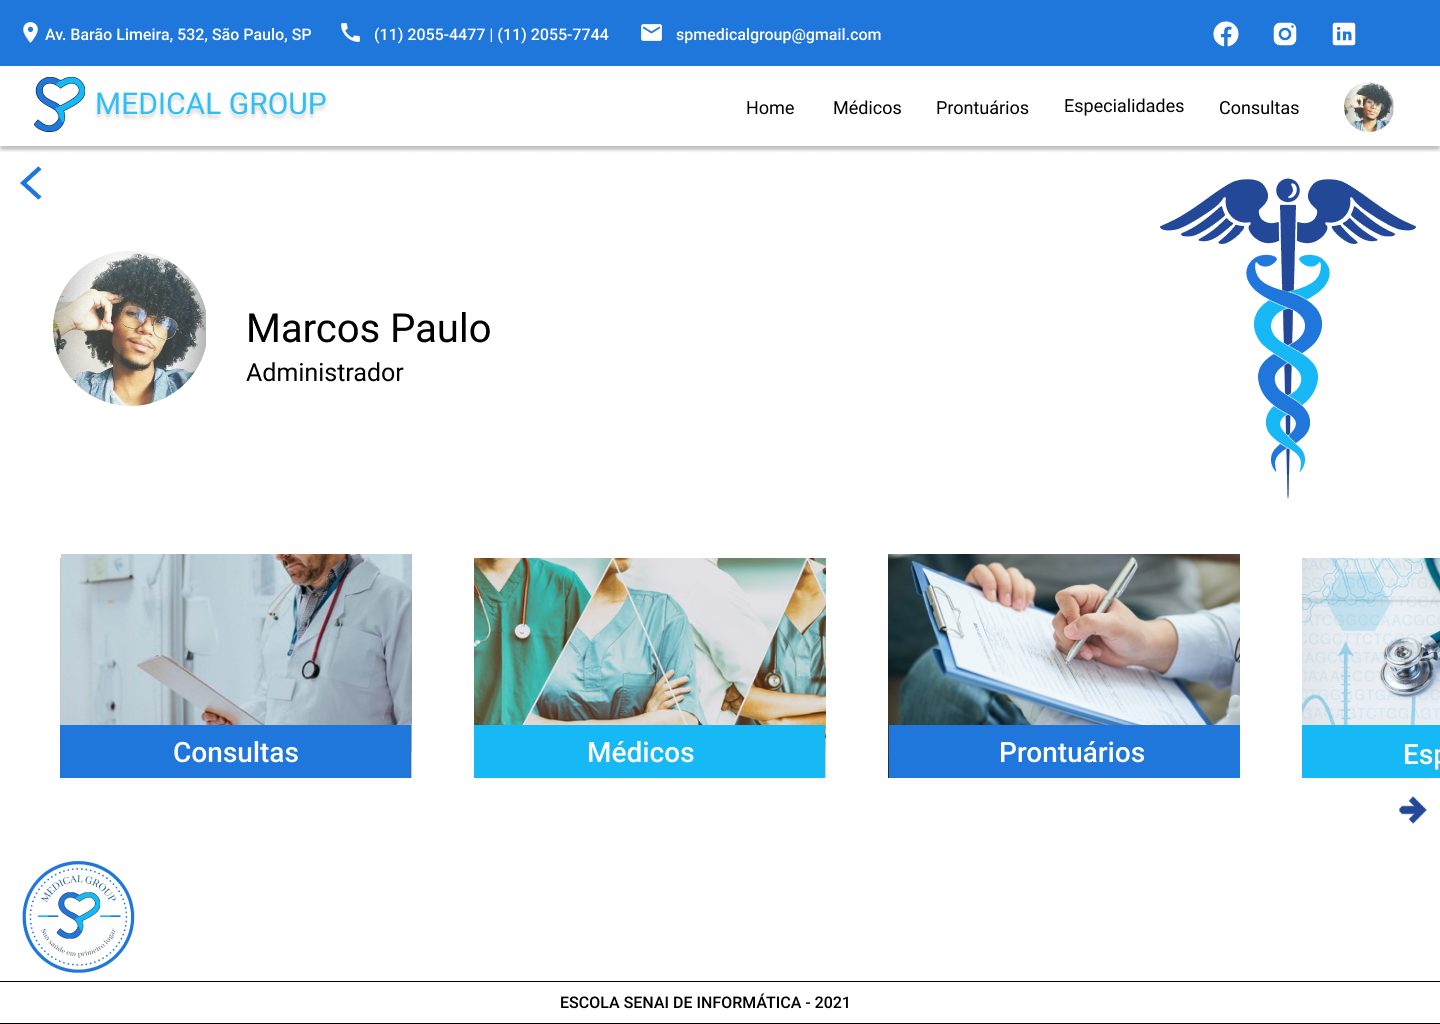 Av. Barão Limeira, 532, São Paulo, SP
(11) 2055-4477 | (11) 2055-7744
spmedicalgroup@gmail.com
MEDICAL GROUP
Home
Médicos
Prontuários
Especialidades
Consultas
Marcos Paulo
Administrador
Consultas
Médicos
Prontuários
Esp
MEDICAL GROUP
Sua saúde em primeiro lugar
ESCOLA SENAI DE INFORMÁTICA - 2021